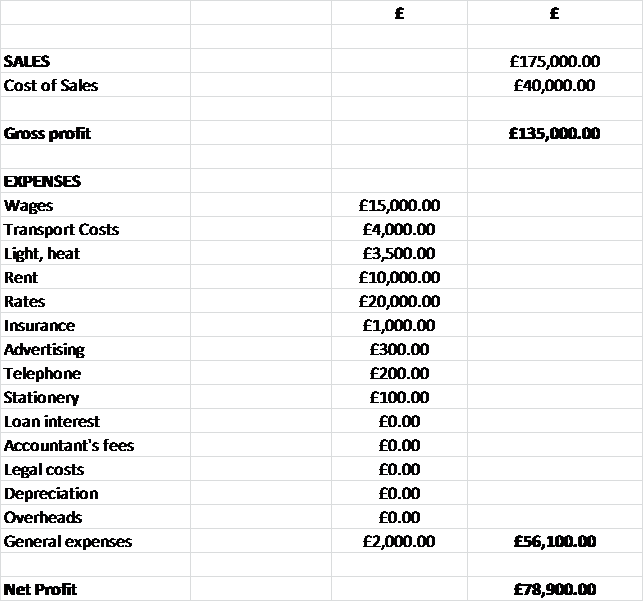 £ £
SALES £175,000.00
Cost of Sales £40,000.00
Gross profit £135,000.00
EXPENSES
Wages £15,000.00
Transport Costs £4,000.00
Light, heat £3,500.00
Rent £10,000.00
Rates £20,000.00
Insurance £1,000.00
Advertising £300.00
Telephone £200.00
Stationery £100.00
Loan interest £0.00
Accountant's fees £0.00
Legal costs £0.00
Depreciation £0.00
Overheads £0.00
General expenses £2,000.00 £56,100.00
Net Profit £78,900.00